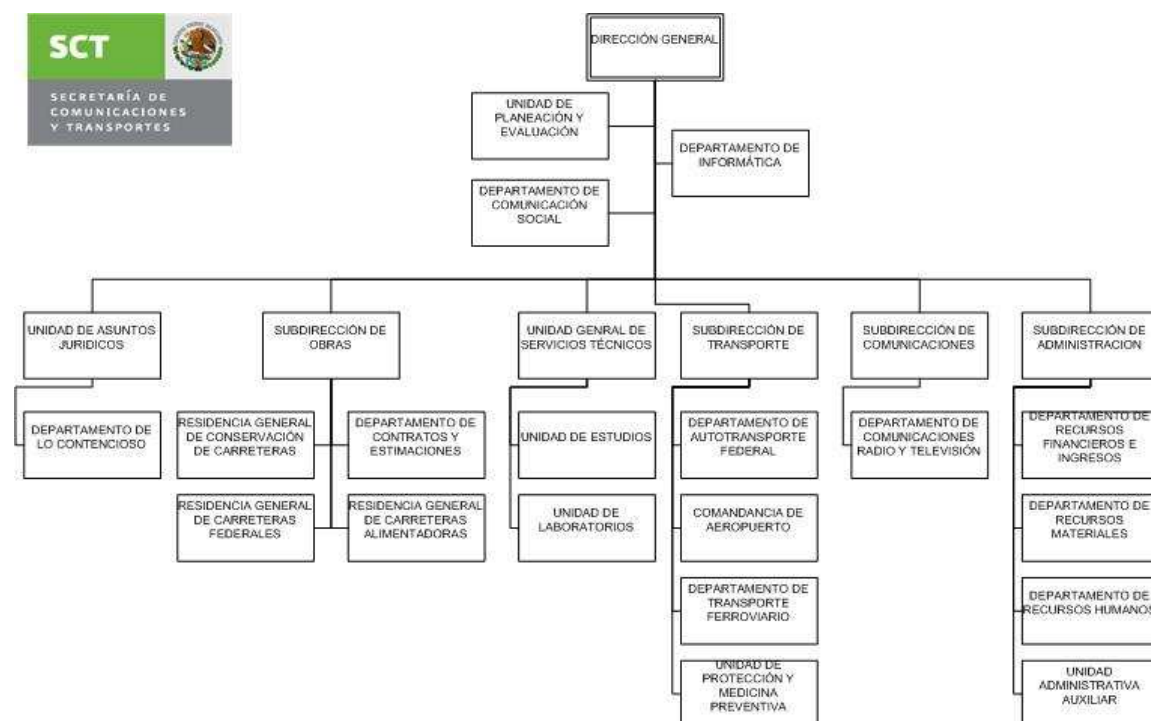 SCT
SECRETARÍA DE
COMUNICACIONES
Y TRANSPORTES
DIRECCIÓN GENERAL
UNIDAD DE
PLANEACIÓN Y
EVALUACIÓN
DEPARTAMENTO DE
INFORMÁTICA
DEPARTAMENTO DE
COMUNICACIÓN
SOCIAL
UNIDAD DE ASUNTOS
JURIDICOS
SUBDIRECCIÓN DE
OBRAS
UNIDAD GENRAL DE
SERVICIOS TÉCNICOS
SUBDIRECCIÓN DE
TRANSPORTE
SUBDIRECCIÓN DE
COMUNICACIONES
SUBDIRECCIÓN DE
ADMINISTRACION
DEPARTAMENTO DE
LO CONTENCIOSO
RESIDENCIA GENERAL
DE CONSERVACIÓN
DE CARRETERAS
DEPARTAMENTO DE
CONTRATOS Y
ESTIMACIONES
UNIDAD DE ESTUDIOS
DEPARTAMENTO DE
AUTOTRANSPORTE
FEDERAL
DEPARTAMENTO DE
COMUNICACIONES
RADIO Y TELEVISIÓN
DEPARTAMENTO DE
RECURSOS
FINANCIEROS E
INGRESOS
RESIDENCIA GENERAL
DE CARRETERAS
FEDERALES
RESIDENCIA GENERAL
DE CARRETERAS
ALIMENTADORAS
UNIDAD DE
LABORATORIOS
COMANDANCIA DE
AEROPUERTO
DEPARTAMENTO DE
RECURSOS
MATERIALES
DEPARTAMENTO DE
TRANSPORTE
FERROVIARIO
DEPARTAMENTO DE
RECURSOS HUMANOS
UNIDAD DE
PROTECCIÓN Y
MEDICINA
PREVENTIVA
UNIDAD
ADMINISTRATIVA
AUXILIAR